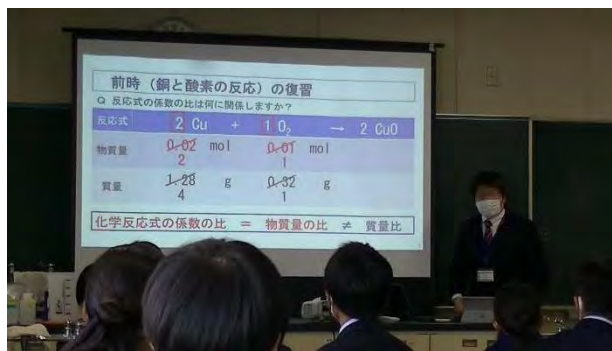 前時（銅と酸素の反応）の復習
Q 反応式の係数の比は何に関係しますか？
反応式 2 Cu + 1 O₂ → 2 CuO
物質量 0.02 mol 0.01 mol
2 1
質量 1.28 g 0.32 g
4 1
化学反応式の係数の比 ＝ 物質量の比 ≠ 質量比